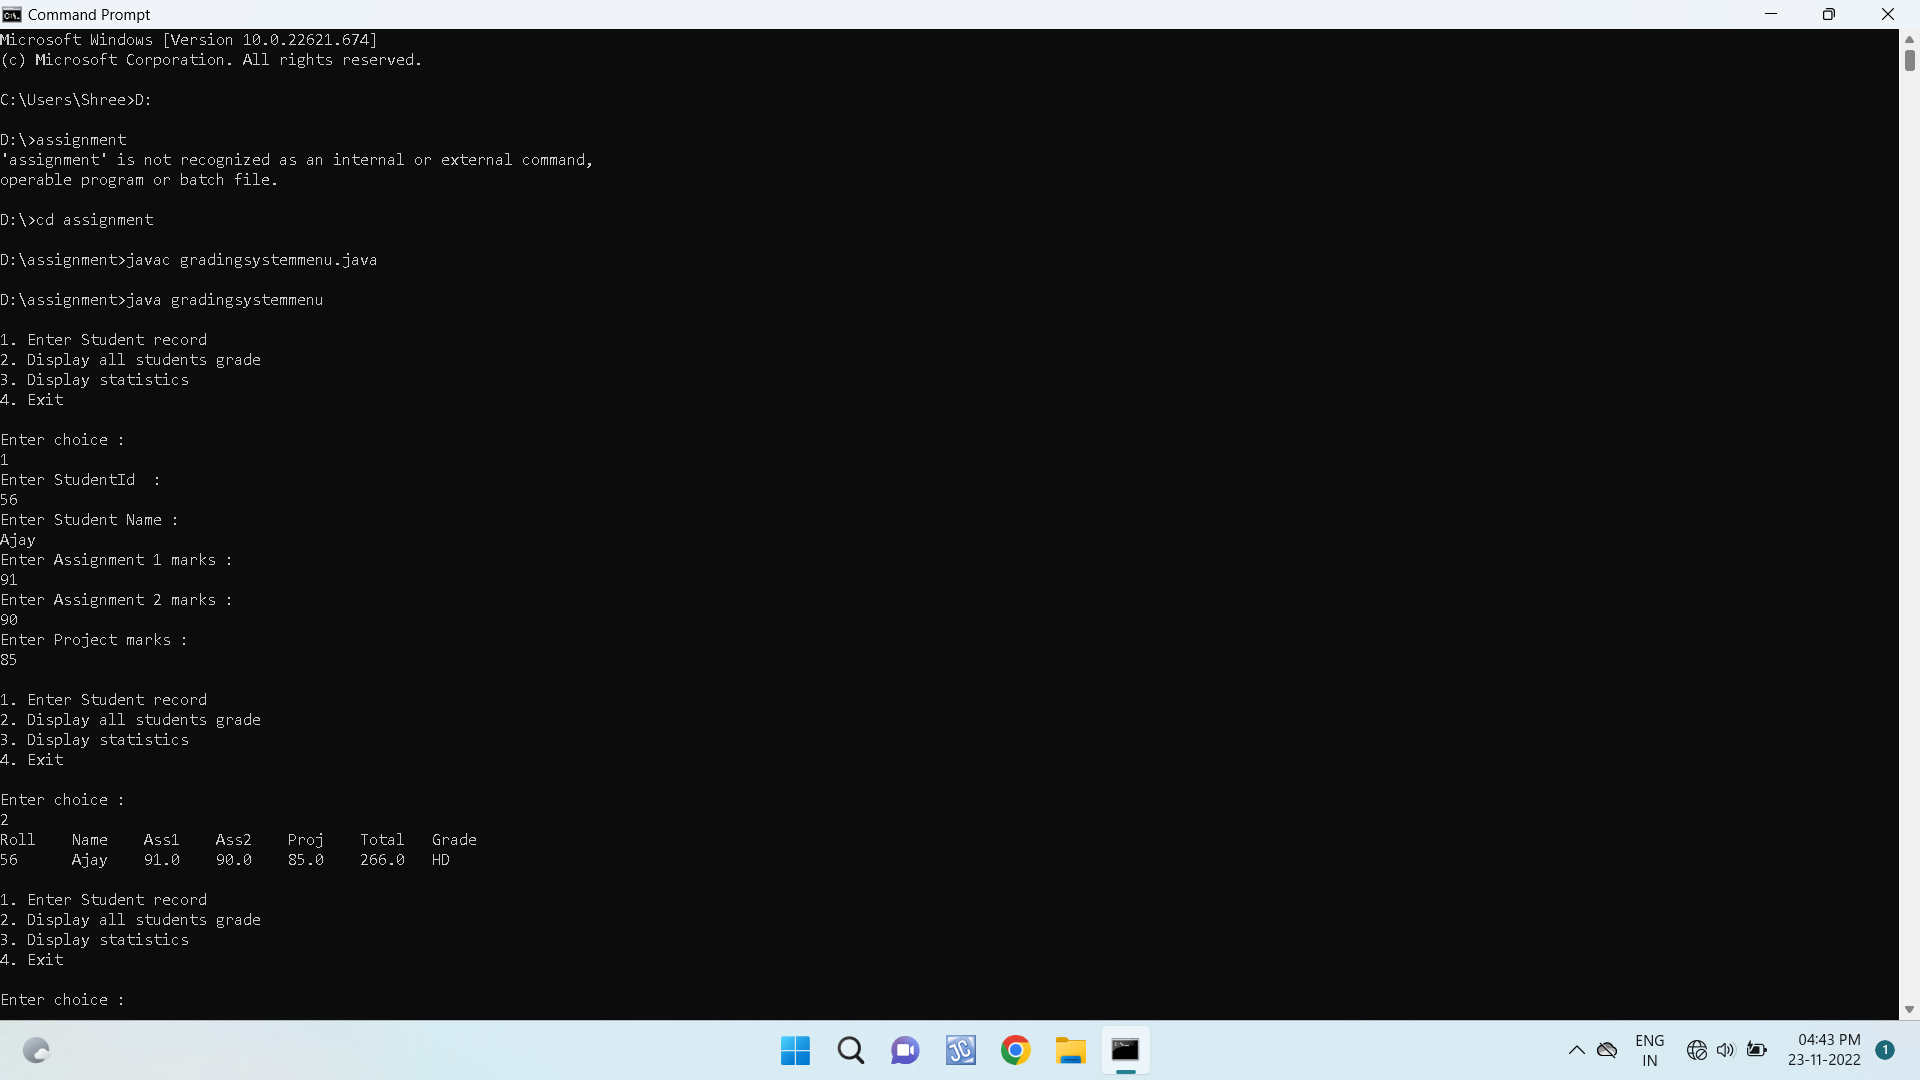 Command Prompt
Microsoft Windows [Version 10.0.22621.674]
(c) Microsoft Corporation. All rights reserved.
C:\Users\Shree>D:
D:\>assignment
'assignment' is not recognized as an internal or external command,
operable program or batch file.
D:\>cd assignment
D:\assignment>javac gradingsystemmenu.java
D:\assignment>java gradingsystemmenu
1. Enter Student record
2. Display all students grade
3. Display statistics
4. Exit
Enter choice :
1
Enter StudentId  :
56
Enter Student Name :
Ajay
Enter Assignment 1 marks :
91
Enter Assignment 2 marks :
90
Enter Project marks :
85
1. Enter Student record
2. Display all students grade
3. Display statistics
4. Exit
Enter choice :
2
Roll    Name    Ass1    Ass2    Proj    Total   Grade
56      Ajay    91.0    90.0    85.0    266.0   HD
1. Enter Student record
2. Display all students grade
3. Display statistics
4. Exit
Enter choice :
JC
ENG
IN
04:43 PM
23-11-2022
1